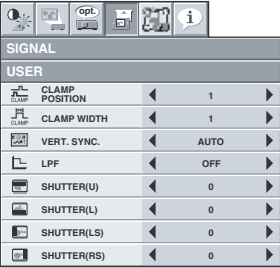 opt.
SIGNAL
USER
CLAMP
CLAMP POSITION
1
CLAMP
CLAMP WIDTH
1
VERT. SYNC.
AUTO
LPF
OFF
SHUTTER(U)
0
SHUTTER(L)
0
SHUTTER(LS)
0
SHUTTER(RS)
0